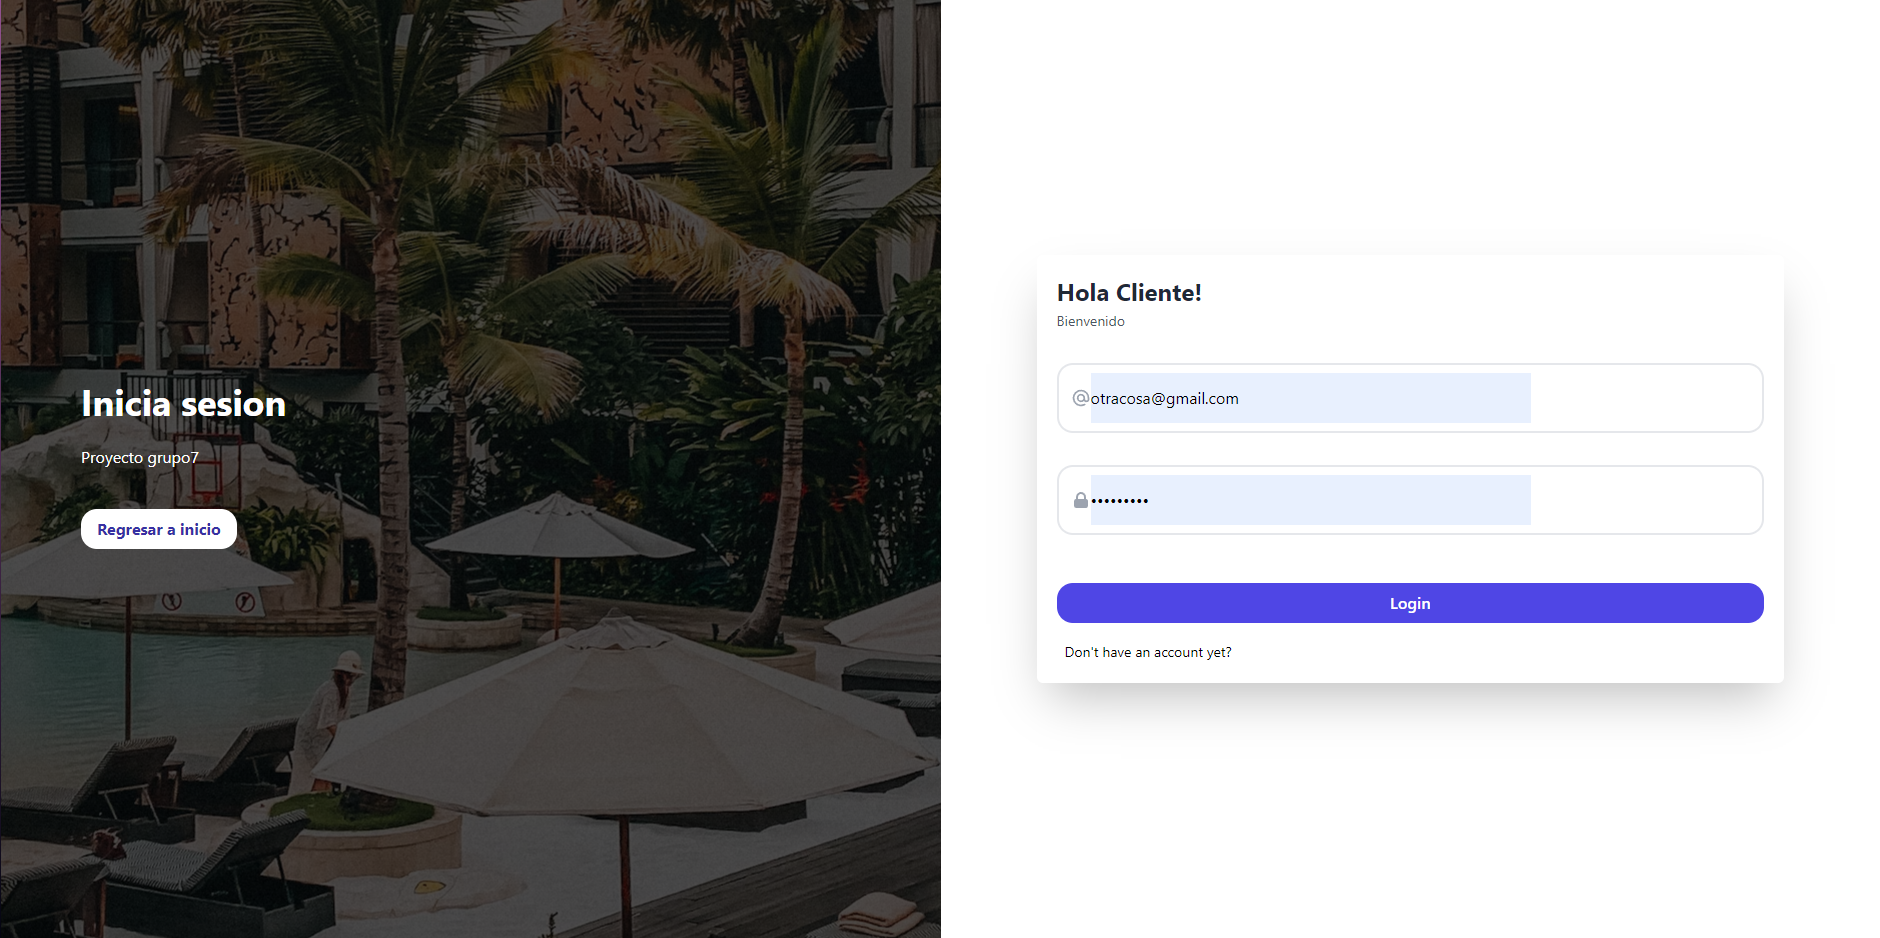 Inicia sesion
Proyecto grupo7
Regresar a inicio
Hola Cliente!
Bienvenido
otracosa@gmail.com
•••••••••
Login
Don't have an account yet?